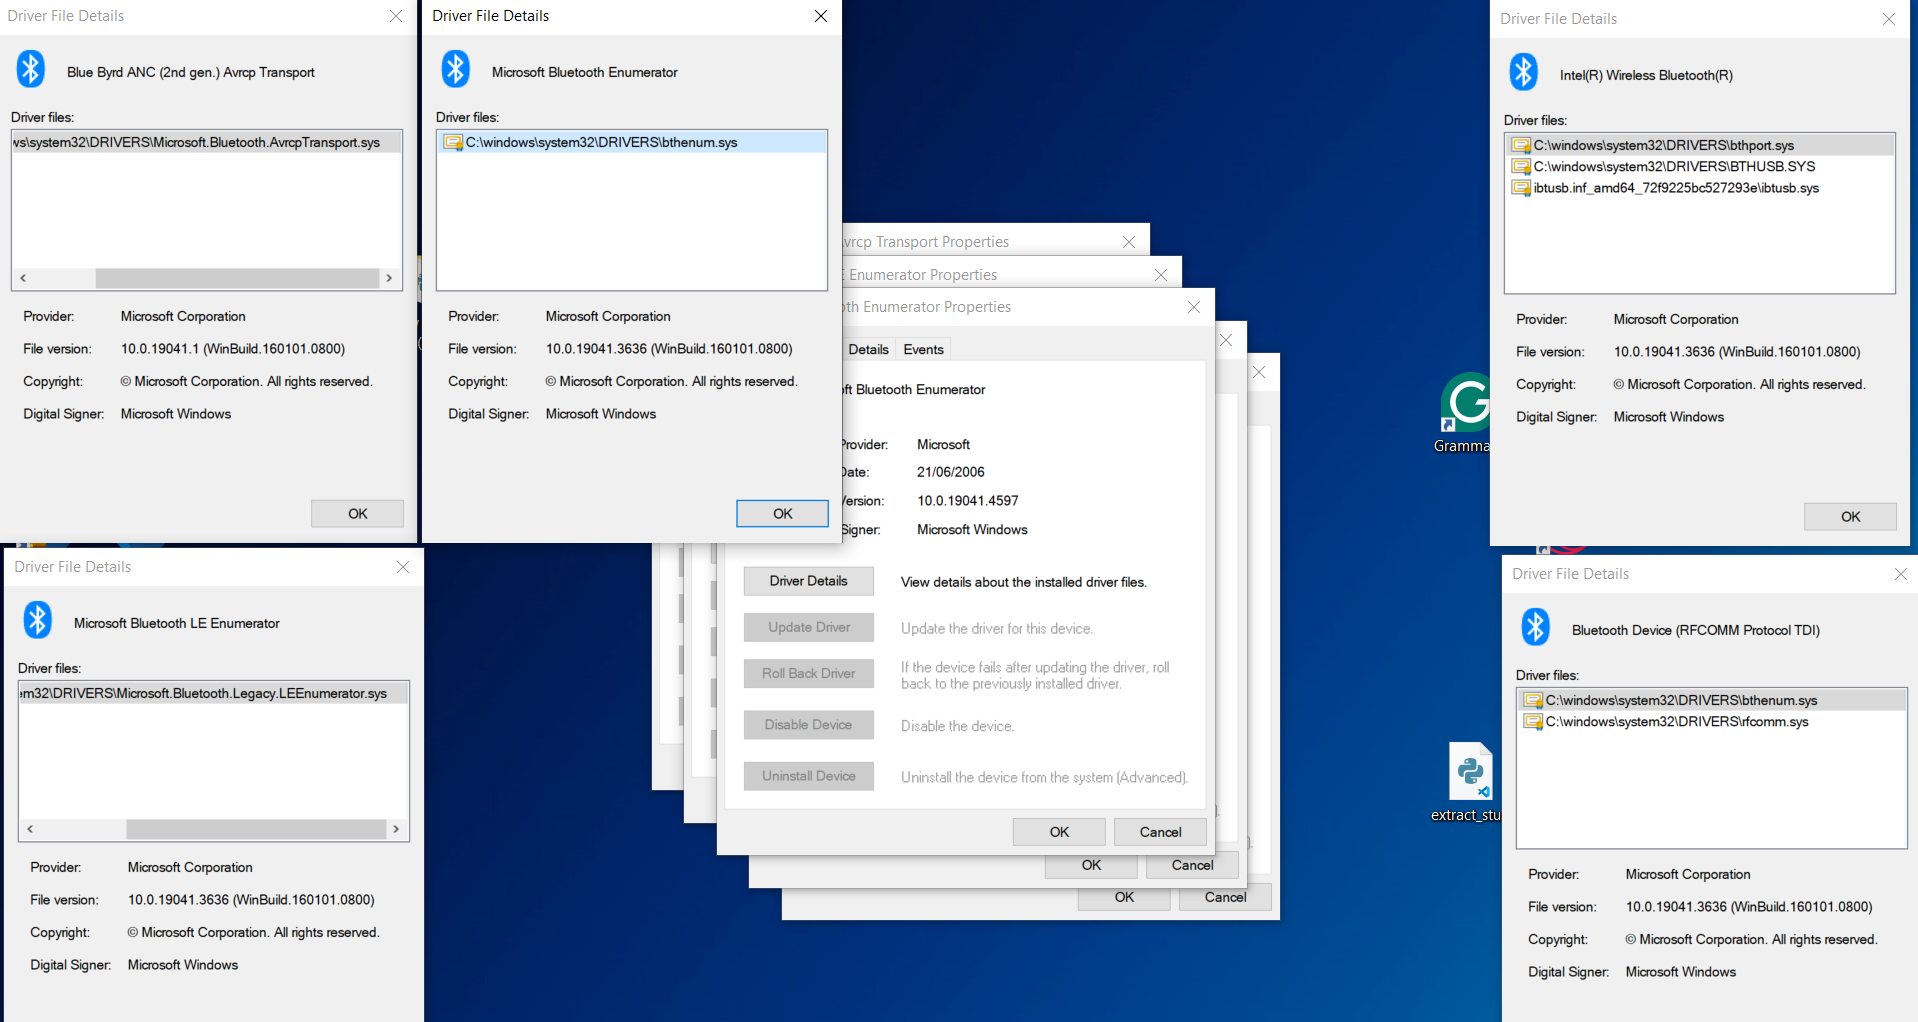 Driver File Details
Blue Byrd ANC (2nd gen.) Avrcp Transport
Driver files:
ws\system32\DRIVERS\Microsoft.Bluetooth.AvrcpTransport.sys
Provider: Microsoft Corporation
File version: 10.0.19041.1 (WinBuild.160101.0800)
Copyright: © Microsoft Corporation. All rights reserved.
Digital Signer: Microsoft Windows
OK
Driver File Details
Microsoft Bluetooth Enumerator
Driver files:
C:\windows\system32\DRIVERS\bthenum.sys
Provider: Microsoft Corporation
File version: 10.0.19041.3636 (WinBuild.160101.0800)
Copyright: © Microsoft Corporation. All rights reserved.
Digital Signer: Microsoft Windows
OK
Avrcp Transport Properties
E Enumerator Properties
oth Enumerator Properties
Details Events
oft Bluetooth Enumerator
Provider: Microsoft
Date: 21/06/2006
Version: 10.0.19041.4597
Signer: Microsoft Windows
Driver Details View details about the installed driver files.
Update Driver Update the driver for this device.
Roll Back Driver If the device fails after updating the driver, roll
back to the previously installed driver.
Disable Device Disable the device.
Uninstall Device Uninstall the device from the system (Advanced).
OK Cancel
OK Cancel
OK Cancel
Driver File Details
Intel(R) Wireless Bluetooth(R)
Driver files:
C:\windows\system32\DRIVERS\bthport.sys
C:\windows\system32\DRIVERS\BTHUSB.SYS
ibtusb.inf_amd64_72f9225bc527293e\ibtusb.sys
Provider: Microsoft Corporation
File version: 10.0.19041.3636 (WinBuild.160101.0800)
Copyright: © Microsoft Corporation. All rights reserved.
Digital Signer: Microsoft Windows
OK
Gramma
extract_stu
Driver File Details
Microsoft Bluetooth LE Enumerator
Driver files:
em32\DRIVERS\Microsoft.Bluetooth.Legacy.LEEnumerator.sys
Provider: Microsoft Corporation
File version: 10.0.19041.3636 (WinBuild.160101.0800)
Copyright: © Microsoft Corporation. All rights reserved.
Digital Signer: Microsoft Windows
Driver File Details
Bluetooth Device (RFCOMM Protocol TDI)
Driver files:
C:\windows\system32\DRIVERS\bthenum.sys
C:\windows\system32\DRIVERS\rfcomm.sys
Provider: Microsoft Corporation
File version: 10.0.19041.3636 (WinBuild.160101.0800)
Copyright: © Microsoft Corporation. All rights reserved.
Digital Signer: Microsoft Windows